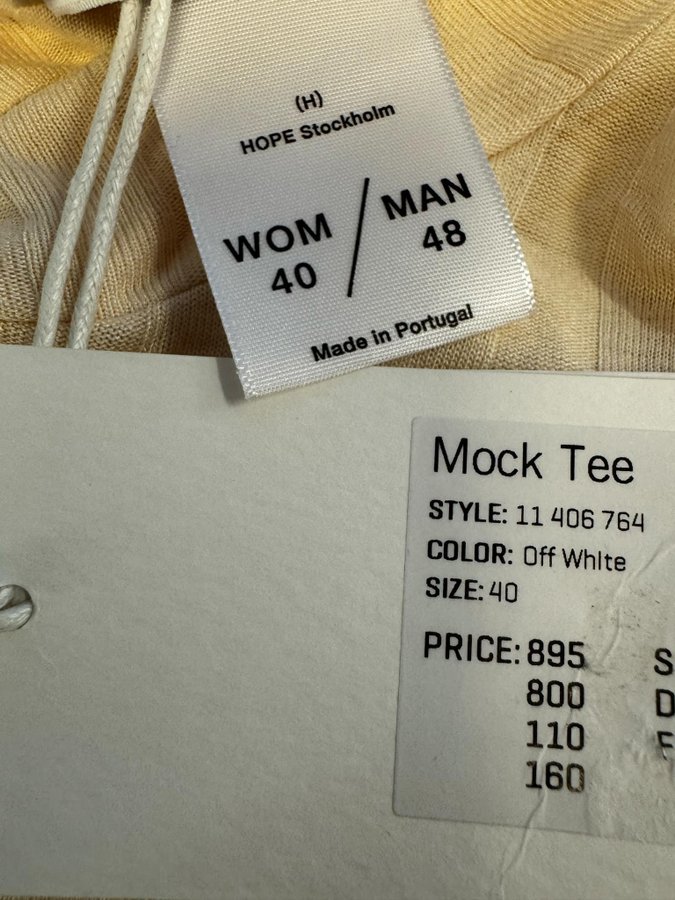 (H)
HOPE Stockholm
WOM / MAN
40 48
Made in Portugal
Mock Tee
STYLE: 11 406 764
COLOR: Off White
SIZE: 40
PRICE: 895 S
800 D
110
160